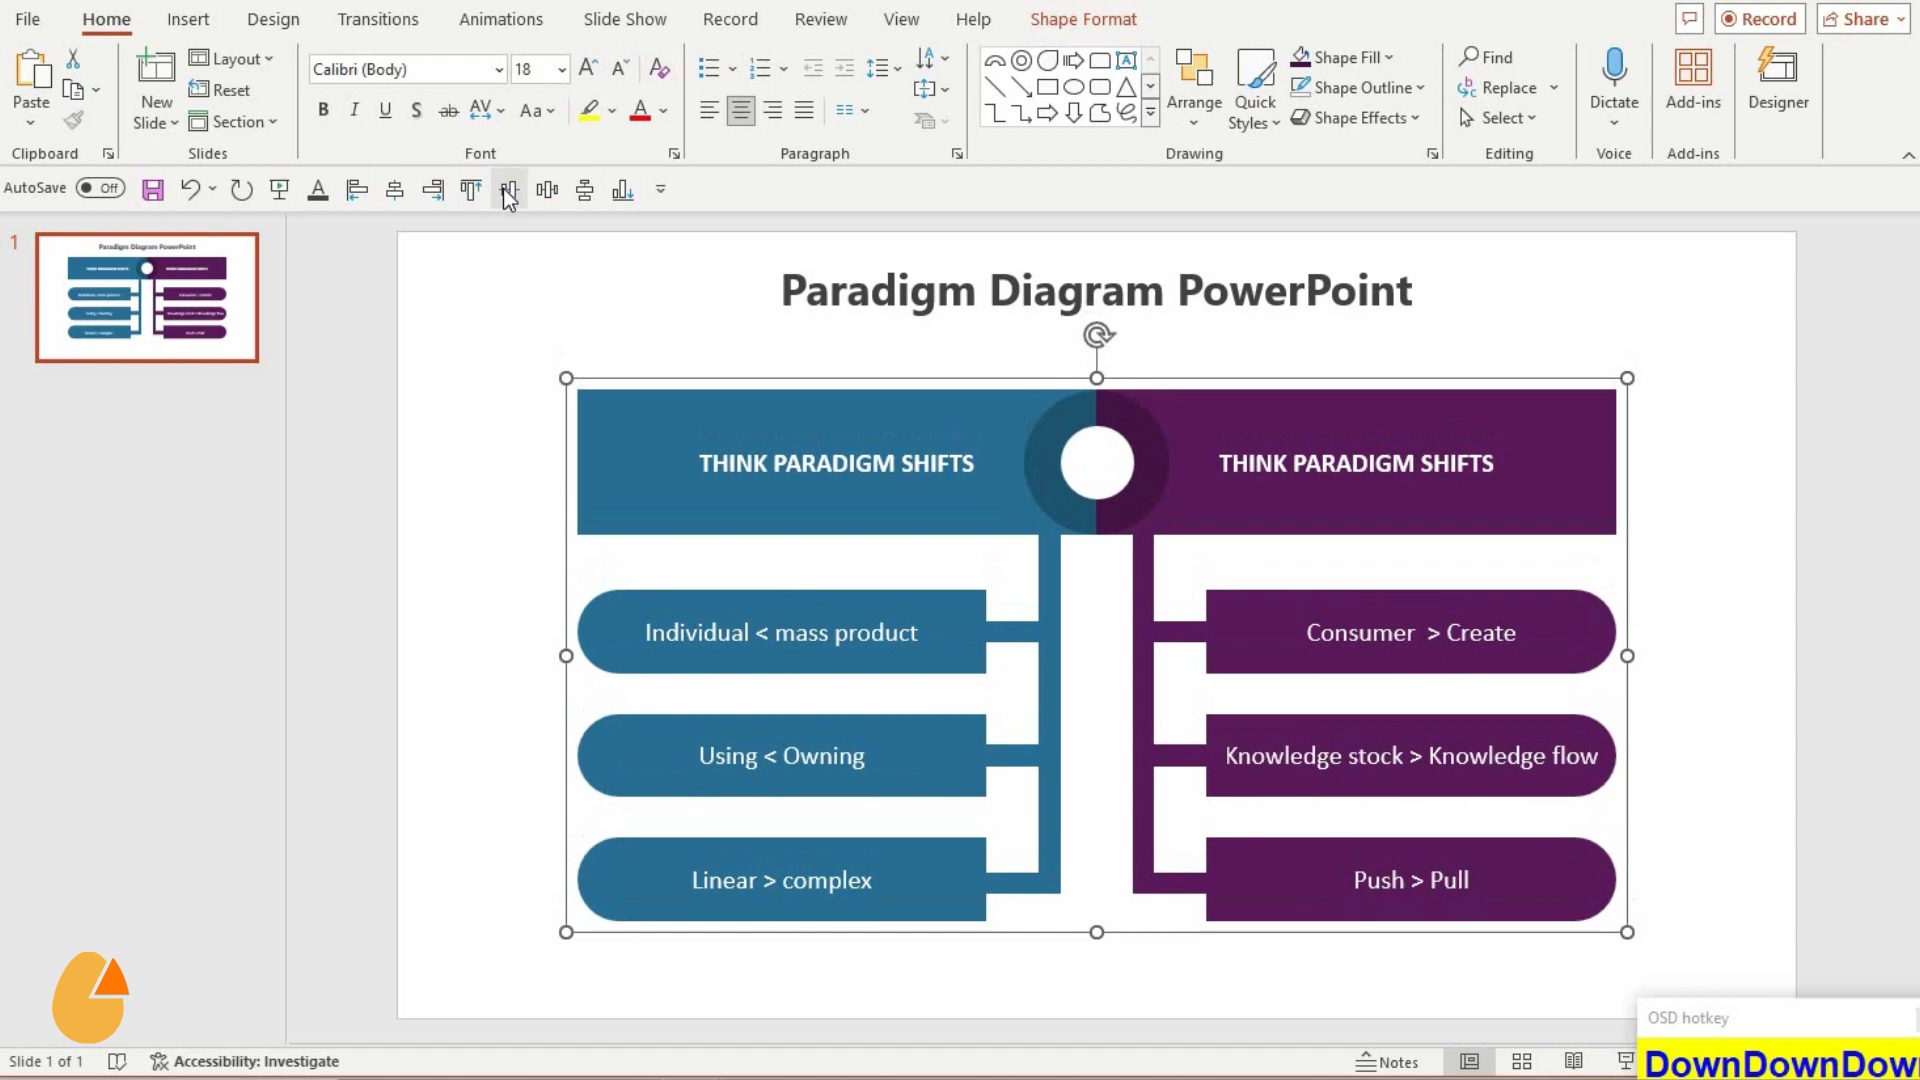 File Home Insert Design Transitions Animations Slide Show Record Review View Help Shape Format Record Share
Paste
New
Slide
Layout
Reset
Section
Calibri (Body) 18
Arrange
Quick
Styles
Shape Fill
Shape Outline
Shape Effects
Find
Replace
Select
Dictate
Add-ins
Designer
Clipboard Slides Font Paragraph Drawing Editing Voice Add-ins
AutoSave Off
1
Paradigm Diagram PowerPoint
Paradigm Diagram PowerPoint
THINK PARADIGM SHIFTS THINK PARADIGM SHIFTS
Individual < mass product Consumer > Create
Using < Owning Knowledge stock > Knowledge flow
Linear > complex Push > Pull
OSD hotkey
DownDownDow
Slide 1 of 1 Accessibility: Investigate Notes